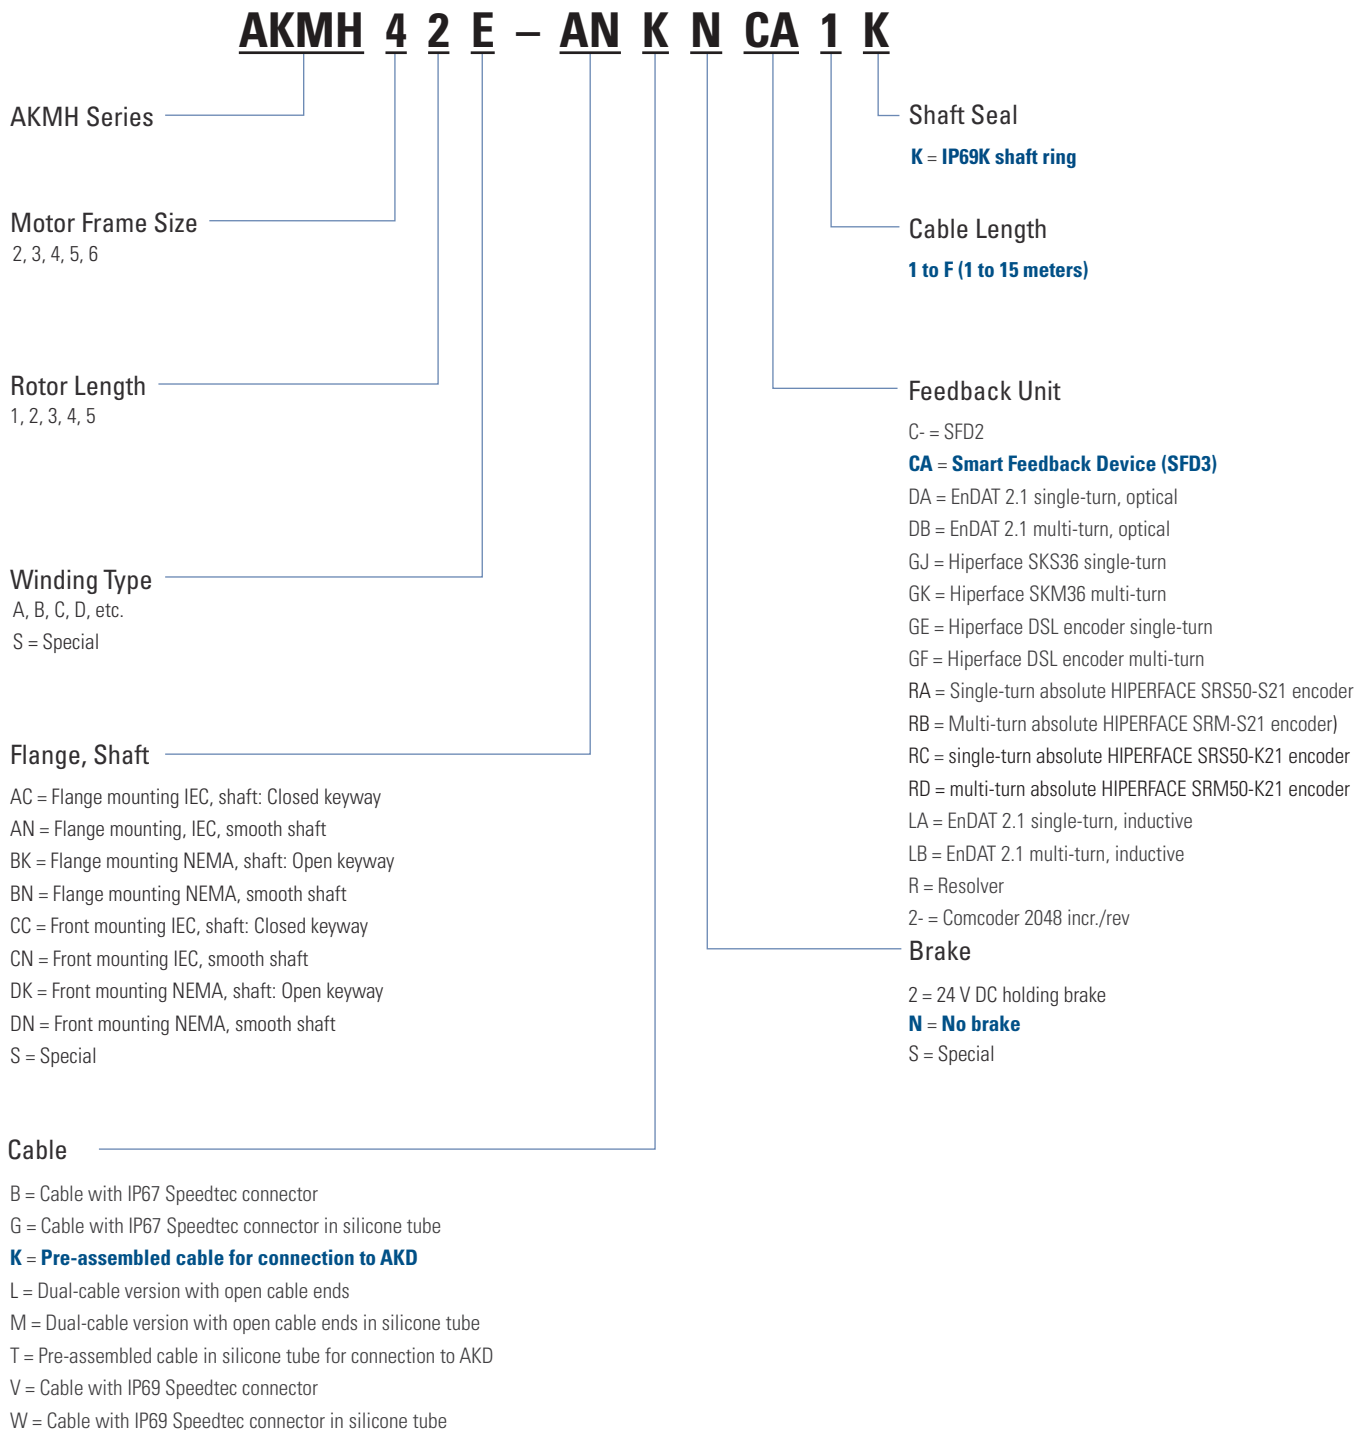 AKMH 4 2 E – AN K N CA 1 K
AKMH Series
Motor Frame Size
2, 3, 4, 5, 6
Rotor Length
1, 2, 3, 4, 5
Winding Type
A, B, C, D, etc.
S = Special
Flange, Shaft
AC = Flange mounting IEC, shaft: Closed keyway
AN = Flange mounting, IEC, smooth shaft
BK = Flange mounting NEMA, shaft: Open keyway
BN = Flange mounting NEMA, smooth shaft
CC = Front mounting IEC, shaft: Closed keyway
CN = Front mounting IEC, smooth shaft
DK = Front mounting NEMA, shaft: Open keyway
DN = Front mounting NEMA, smooth shaft
S = Special
Cable
B = Cable with IP67 Speedtec connector
G = Cable with IP67 Speedtec connector in silicone tube
K = Pre-assembled cable for connection to AKD
L = Dual-cable version with open cable ends
M = Dual-cable version with open cable ends in silicone tube
T = Pre-assembled cable in silicone tube for connection to AKD
V = Cable with IP69 Speedtec connector
W = Cable with IP69 Speedtec connector in silicone tube
Shaft Seal
K = IP69K shaft ring
Cable Length
1 to F (1 to 15 meters)
Feedback Unit
C- = SFD2
CA = Smart Feedback Device (SFD3)
DA = EnDAT 2.1 single-turn, optical
DB = EnDAT 2.1 multi-turn, optical
GJ = Hiperface SKS36 single-turn
GK = Hiperface SKM36 multi-turn
GE = Hiperface DSL encoder single-turn
GF = Hiperface DSL encoder multi-turn
RA = Single-turn absolute HIPERFACE SRS50-S21 encoder
RB = Multi-turn absolute HIPERFACE SRM-S21 encoder)
RC = single-turn absolute HIPERFACE SRS50-K21 encoder
RD = multi-turn absolute HIPERFACE SRM50-K21 encoder
LA = EnDAT 2.1 single-turn, inductive
LB = EnDAT 2.1 multi-turn, inductive
R = Resolver
2- = Comcoder 2048 incr./rev
Brake
2 = 24 V DC holding brake
N = No brake
S = Special